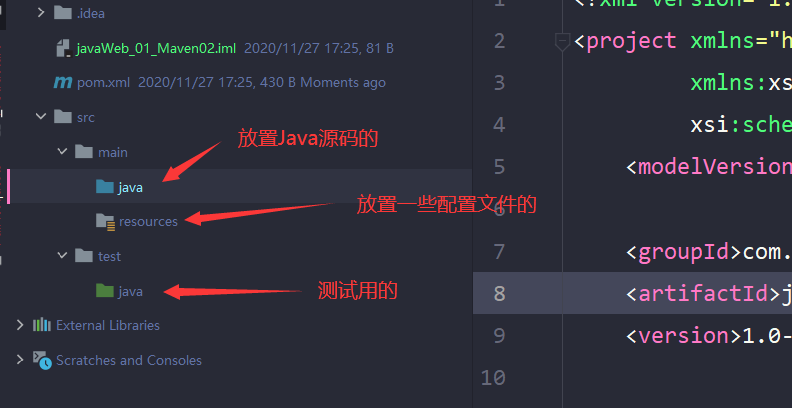 .idea
javaWeb_01_Maven02.iml 2020/11/27 17:25, 81 B
pom.xml 2020/11/27 17:25, 430 B Moments ago
src
main
放置Java源码的
java
放置一些配置文件的
resources
test
java
测试用的
External Libraries
Scratches and Consoles
1 <?xml version="1.
2 <project xmlns="h
3 xmlns:xs
4 xsi:sche
5 <modelVersion
6
7 <groupId>com.
8 <artifactId>j
9 <version>1.0-
10